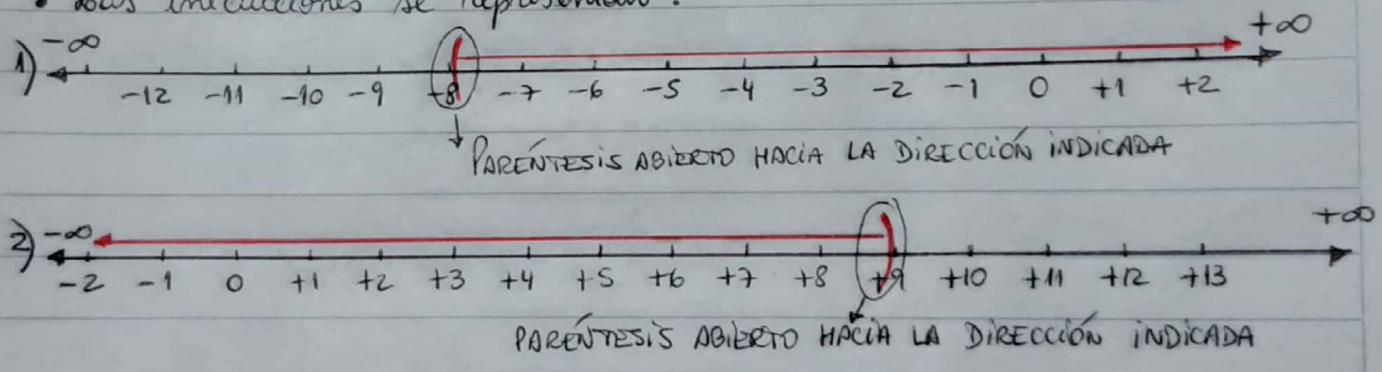 se
1) -∞ +∞
-12 -11 -10 -9 +8 -7 -6 -5 -4 -3 -2 -1 0 +1 +2
PARÉNTESIS ABIERTO HACIA LA DIRECCIÓN INDICADA
2) -∞ +∞
-2 -1 0 +1 +2 +3 +4 +5 +6 +7 +8 +9 +10 +11 +12 +13
PARÉNTESIS ABIERTO HACIA LA DIRECCIÓN INDICADA